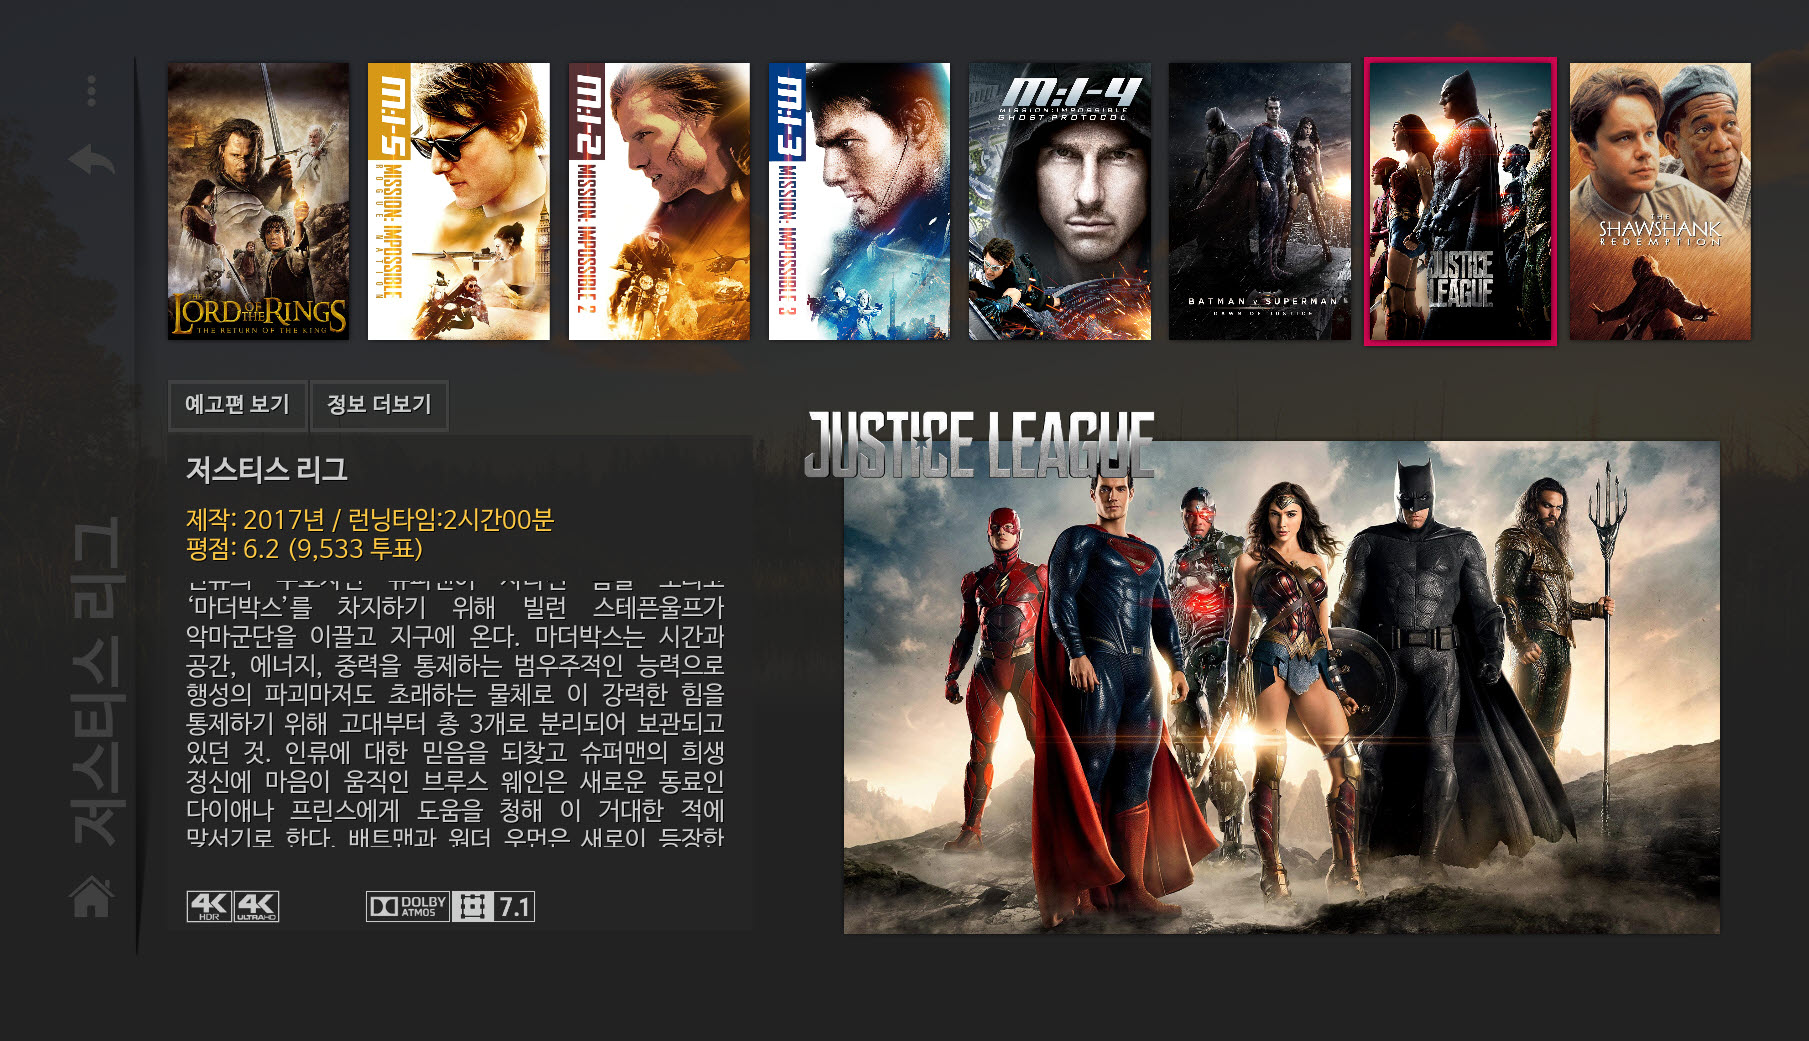 THE
LORD OF THE RINGS
THE RETURN OF THE KING
M:I-5
MISSION: IMPOSSIBLE
ROGUE NATION
M:I-2
MISSION: IMPOSSIBLE 2
M:I-3
MISSION: IMPOSSIBLE 3
M:I-4
MISSION:IMPOSSIBLE
GHOST PROTOCOL
BATMAN v SUPERMAN
DAWN OF JUSTICE
JUSTICE
LEAGUE
THE
SHAWSHANK
REDEMPTION
예고편 보기
정보 더보기
저스티스 리그
제작: 2017년 / 런닝타임:2시간00분
평점: 6.2 (9,533 투표)
‘마더박스’를 차지하기 위해 빌런 스테픈울프가
악마군단을 이끌고 지구에 온다. 마더박스는 시간과
공간, 에너지, 중력을 통제하는 범우주적인 능력으로
행성의 파괴마저도 초래하는 물체로 이 강력한 힘을
통제하기 위해 고대부터 총 3개로 분리되어 보관되고
있던 것. 인류에 대한 믿음을 되찾고 슈퍼맨의 희생
정신에 마음이 움직인 브루스 웨인은 새로운 동료인
다이애나 프린스에게 도움을 청해 이 거대한 적에
맞서기로 한다. 배트맨과 원더 우먼은 새로이 등장한
4K HDR 4K ULTRA HD
DOLBY ATMOS 7.1
JUSTICE LEAGUE
저스티스 리그